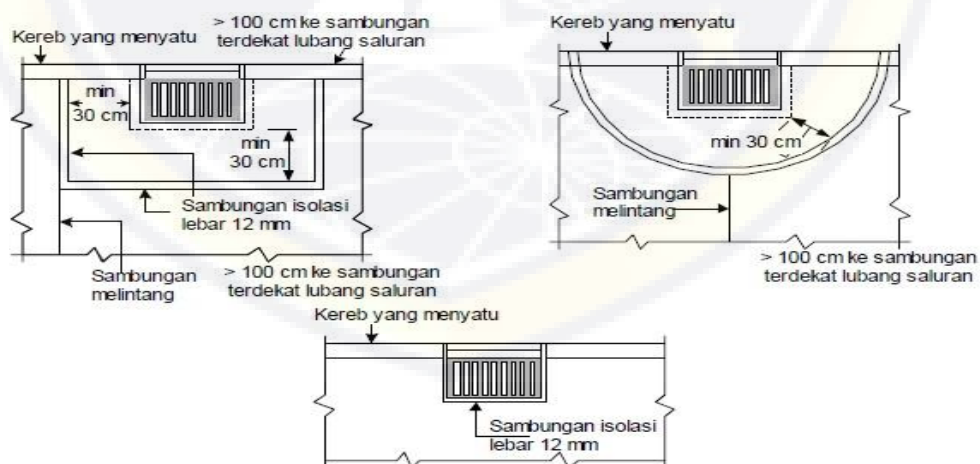 Kereb yang menyatu
> 100 cm ke sambungan
terdekat lubang saluran
min
30 cm
min
30 cm
Sambungan isolasi
lebar 12 mm
Sambungan
melintang
> 100 cm ke sambungan
terdekat lubang saluran
Kereb yang menyatu
min 30 cm
Sambungan
melintang
> 100 cm ke sambungan
terdekat lubang saluran
Kereb yang menyatu
Sambungan isolasi
lebar 12 mm